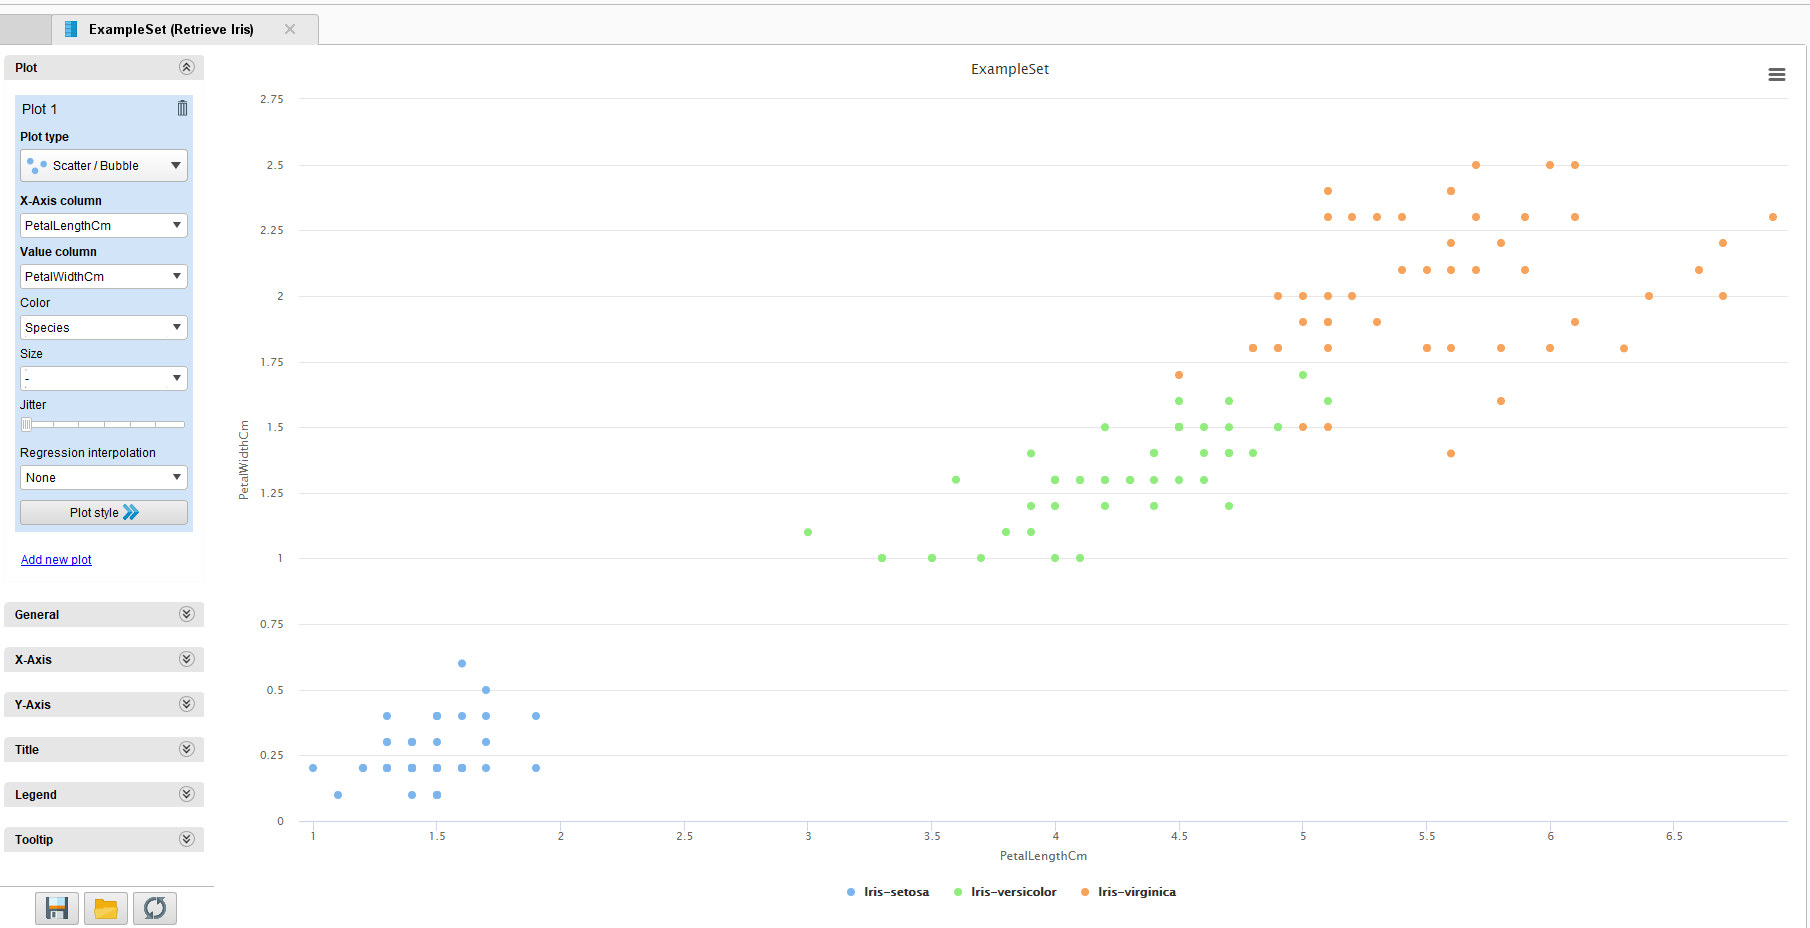 ExampleSet (Retrieve Iris)
Plot
Plot 1
Plot type
Scatter / Bubble
X-Axis column
PetalLengthCm
Value column
PetalWidthCm
Color
Species
Size
-
Jitter
Regression interpolation
None
Plot style
Add new plot
General
X-Axis
Y-Axis
Title
Legend
Tooltip
ExampleSet
2.75
2.5
2.25
2
1.75
1.5
1.25
1
0.75
0.5
0.25
0
PetalWidthCm
1 1.5 2 2.5 3 3.5 4 4.5 5 5.5 6 6.5
PetalLengthCm
Iris-setosa Iris-versicolor Iris-virginica